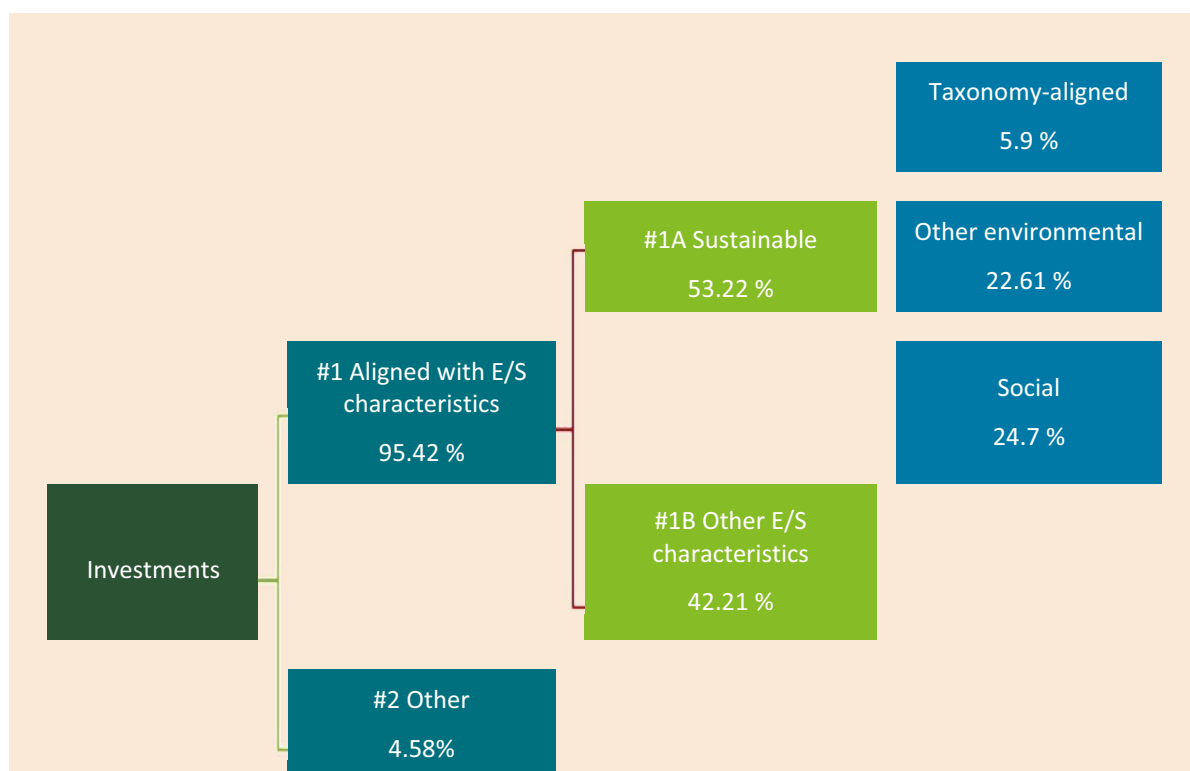 Taxonomy-aligned
5.9 %
#1A Sustainable
53.22 %
Other environmental
22.61 %
#1 Aligned with E/S
characteristics
95.42 %
Social
24.7 %
Investments
#1B Other E/S
characteristics
42.21 %
#2 Other
4.58%